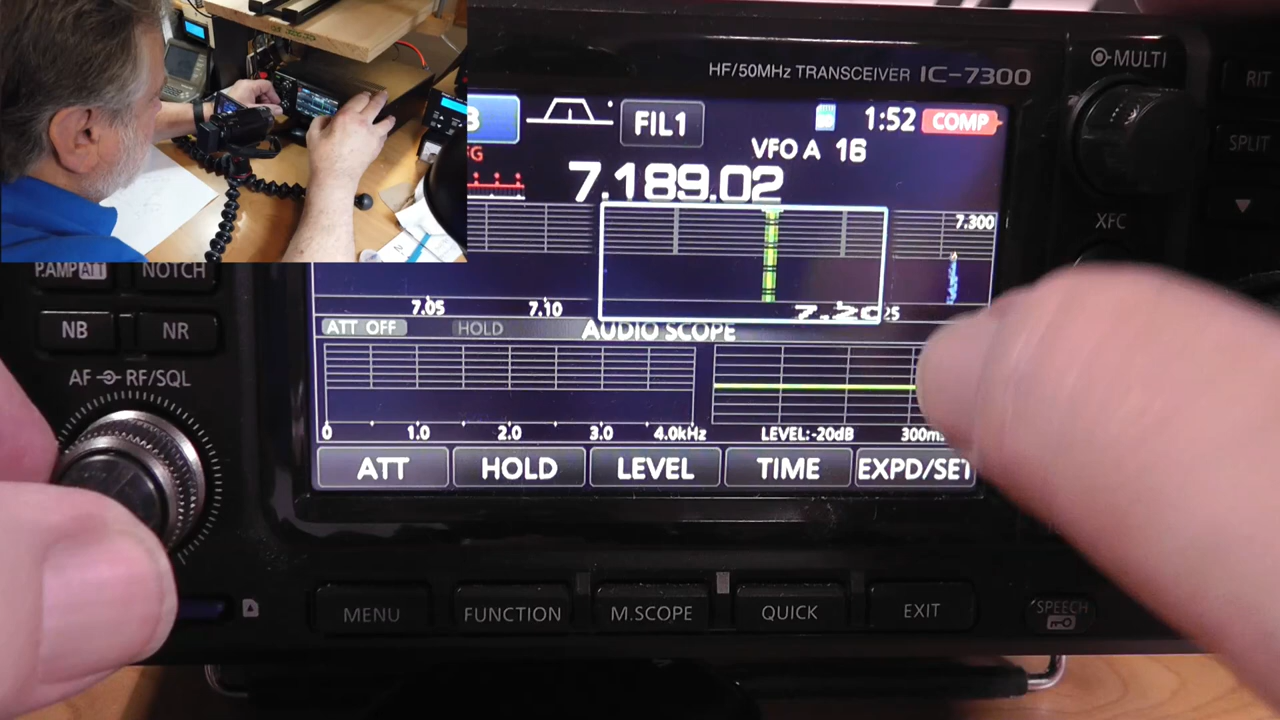 HF/50MHz TRANSCEIVER IC-7300
MULTI
RIT
FIL1
1:52
COMP
SPLIT
VFO A 16
7.189.02
XFC
7.300
P.AMP ATT
NOTCH
7.05
7.10
NB
NR
ATT OFF
HOLD
AUDIO SCOPE
AF RF/SQL
0
1.0
2.0
3.0
4.0kHz
LEVEL:-20dB
ATT
HOLD
LEVEL
TIME
EXPD/SET
MENU
FUNCTION
M.SCOPE
QUICK
EXIT
SPEECH